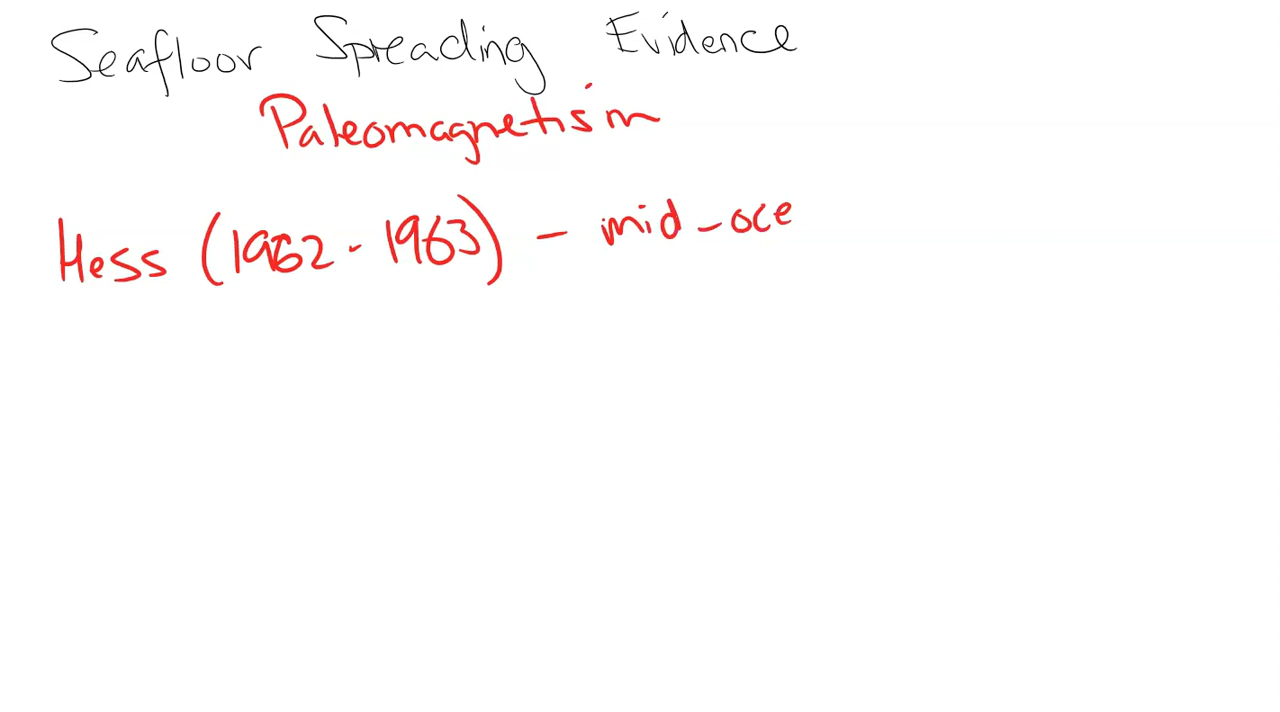 Seafloor Spreading Evidence
Paleomagnetism
Hess (1962 - 1963) - mid-oce